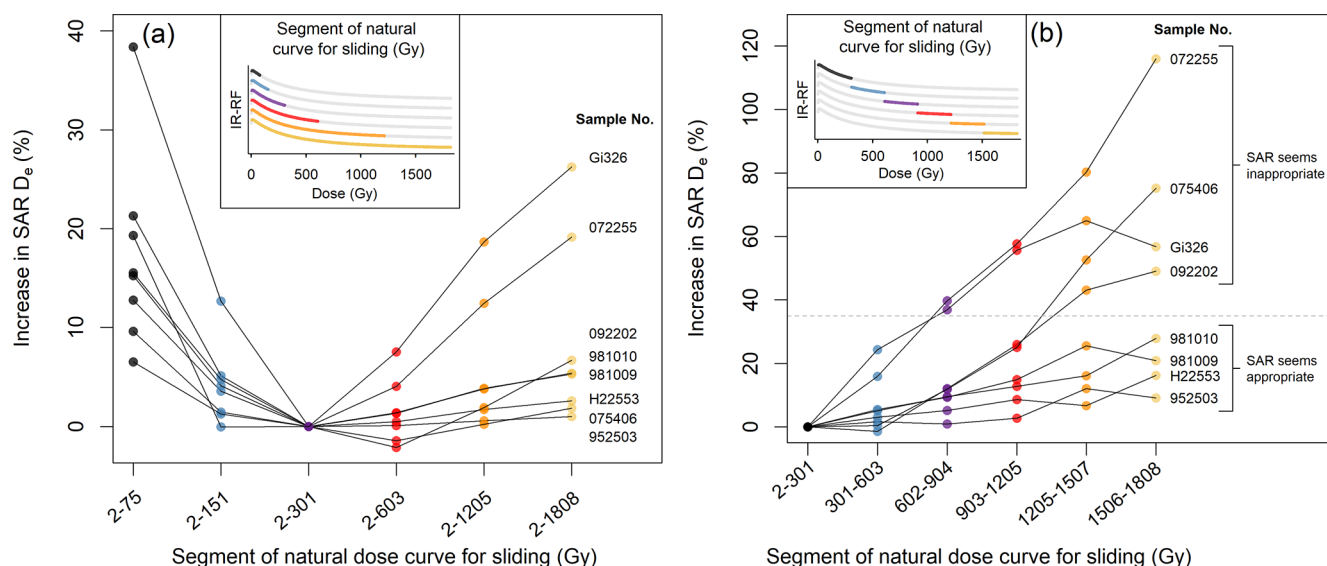 (a)
Increase in SAR De (%)
40
30
20
10
0
Segment of natural
curve for sliding (Gy)
IR-RF
0
500
1000
1500
Dose (Gy)
Sample No.
Gi326
072255
092202
981010
981009
H22553
075406
952503
2-75
2-151
2-301
2-603
2-1205
2-1808
Segment of natural dose curve for sliding (Gy)
(b)
Increase in SAR De (%)
120
100
80
60
40
20
0
Segment of natural
curve for sliding (Gy)
IR-RF
0
500
1000
1500
Dose (Gy)
Sample No.
072255
075406
Gi326
092202
SAR seems
inappropriate
981010
981009
H22553
952503
SAR seems
appropriate
2-301
301-603
602-904
903-1205
1205-1507
1506-1808
Segment of natural dose curve for sliding (Gy)